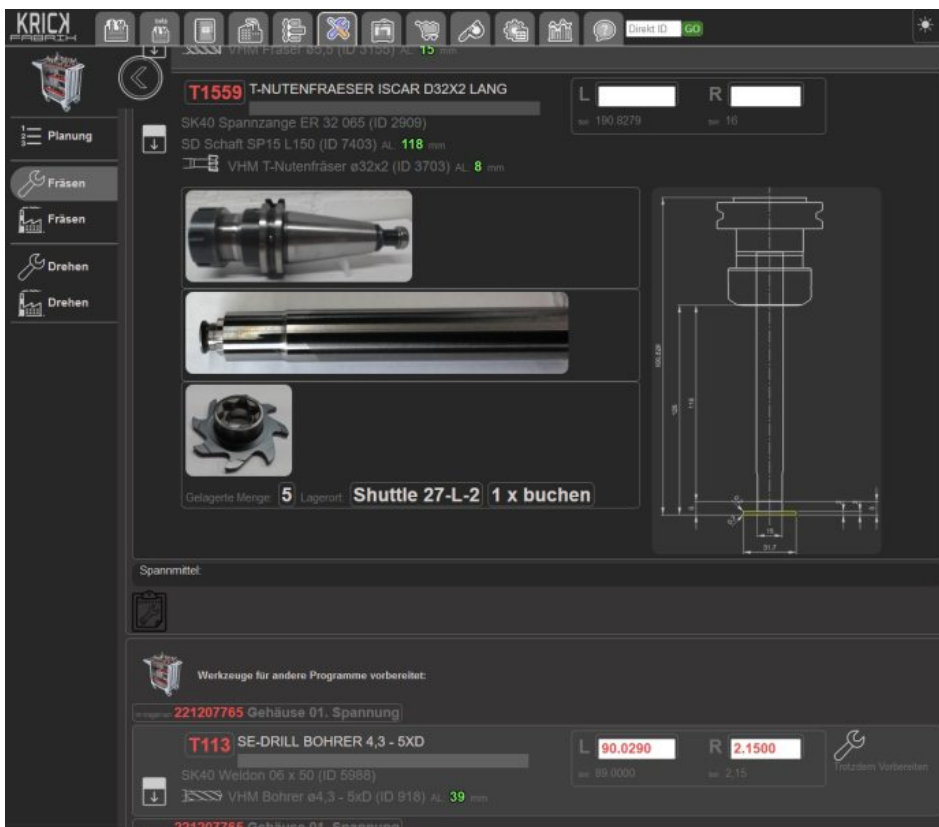 KRICK
FABRIK
Direkt ID
GO
VHM Fräser ø5,5 (ID 3155) AL: 15 mm
T1559
T-NUTENFRAESER ISCAR D32X2 LANG
SK40 Spannzange ER 32 065 (ID 2909)
SD Schaft SP15 L150 (ID 7403) AL: 118 mm
VHM T-Nutenfräser ø32x2 (ID 3703) AL: 8 mm
L
R
190.8279
16
Planung
Fräsen
Fräsen
Drehen
Drehen
118
126
15
31.7
Gelagerte Menge: 5 Lagerort: Shuttle 27-L-2 1 x buchen
Spannmittel:
Werkzeuge für andere Programme vorbereitet:
221207765 Gehäuse 01. Spannung
T113
SE-DRILL BOHRER 4,3 - 5XD
SK40 Weldon 06 x 50 (ID 5988)
VHM Bohrer ø4,3 - 5xD (ID 918) AL: 39 mm
L 90.0290
R 2.1500
89.0000
2,15
Trotzdem Vorbereiten
221207765 Gehäuse 01. Spannung